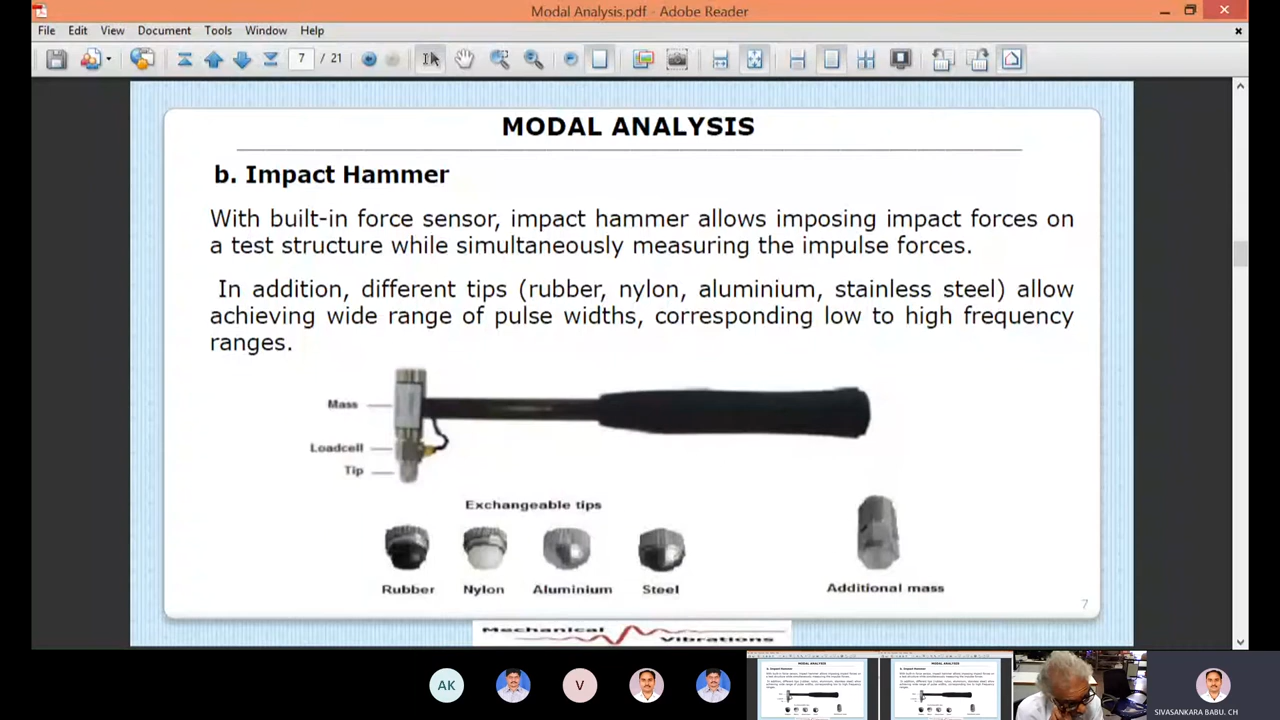 Modal Analysis.pdf - Adobe Reader
File Edit View Document Tools Window Help
7 / 21
MODAL ANALYSIS
b. Impact Hammer
With built-in force sensor, impact hammer allows imposing impact forces on
a test structure while simultaneously measuring the impulse forces.
In addition, different tips (rubber, nylon, aluminium, stainless steel) allow
achieving wide range of pulse widths, corresponding low to high frequency
ranges.
Mass
Loadcell
Tip
Exchangeable tips
Rubber Nylon Aluminium Steel
Additional mass
7
Mechanical Vibrations
AK
V
SIVASANKARA BABU. CH